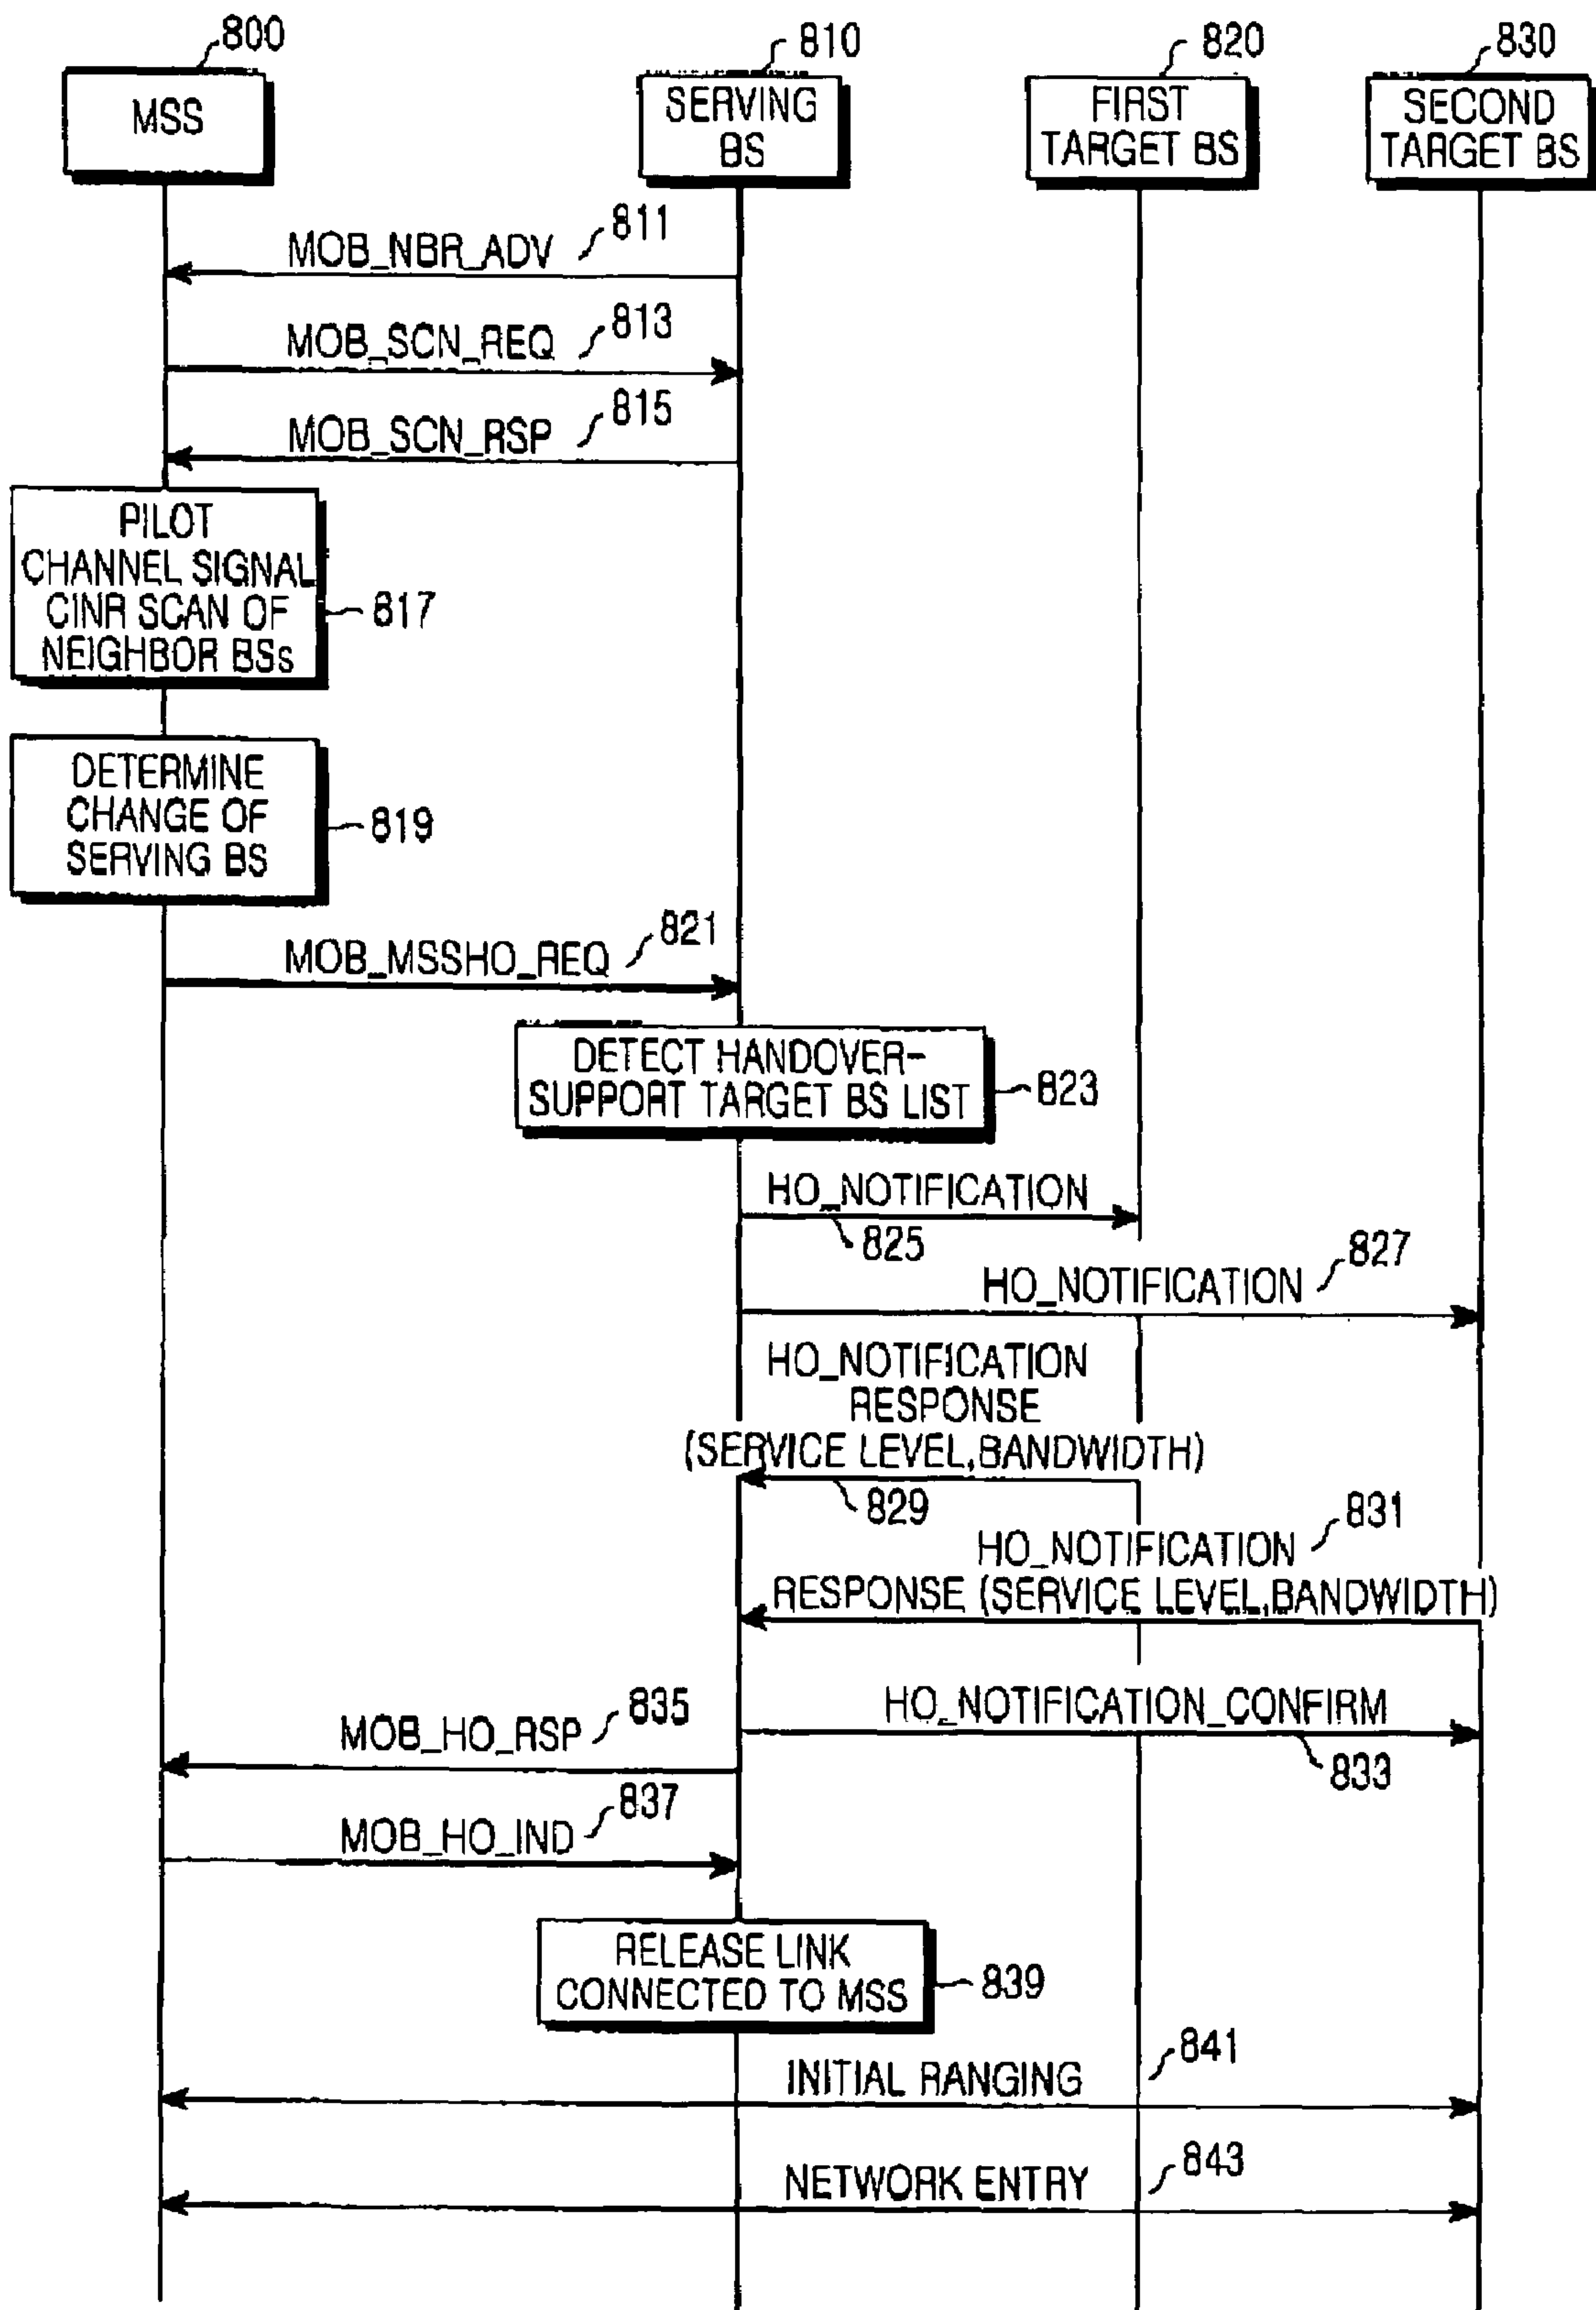 800
810
820
830
MSS
SERVING
BS
FIRST
TARGET BS
SECOND
TARGET BS
MOB_NBR_ADV
811
MOB_SCN_REQ
813
MOB_SCN_RSP
815
PILOT
CHANNEL SIGNAL
CINR SCAN OF
NEIGHBOR BSs
817
DETERMINE
CHANGE OF
SERVING BS
819
MOB_MSSHO_REQ
821
DETECT HANDOVER-
SUPPORT TARGET BS LIST
823
HO_NOTIFICATION
825
HO_NOTIFICATION
827
HO_NOTIFICATION
RESPONSE
(SERVICE LEVEL,BANDWIDTH)
829
HO_NOTIFICATION
831
RESPONSE (SERVICE LEVEL,BANDWIDTH)
HO_NOTIFICATION_CONFIRM
833
MOB_HO_RSP
835
MOB_HO_IND
837
RELEASE LINK
CONNECTED TO MSS
839
INITIAL RANGING
841
NETWORK ENTRY
843